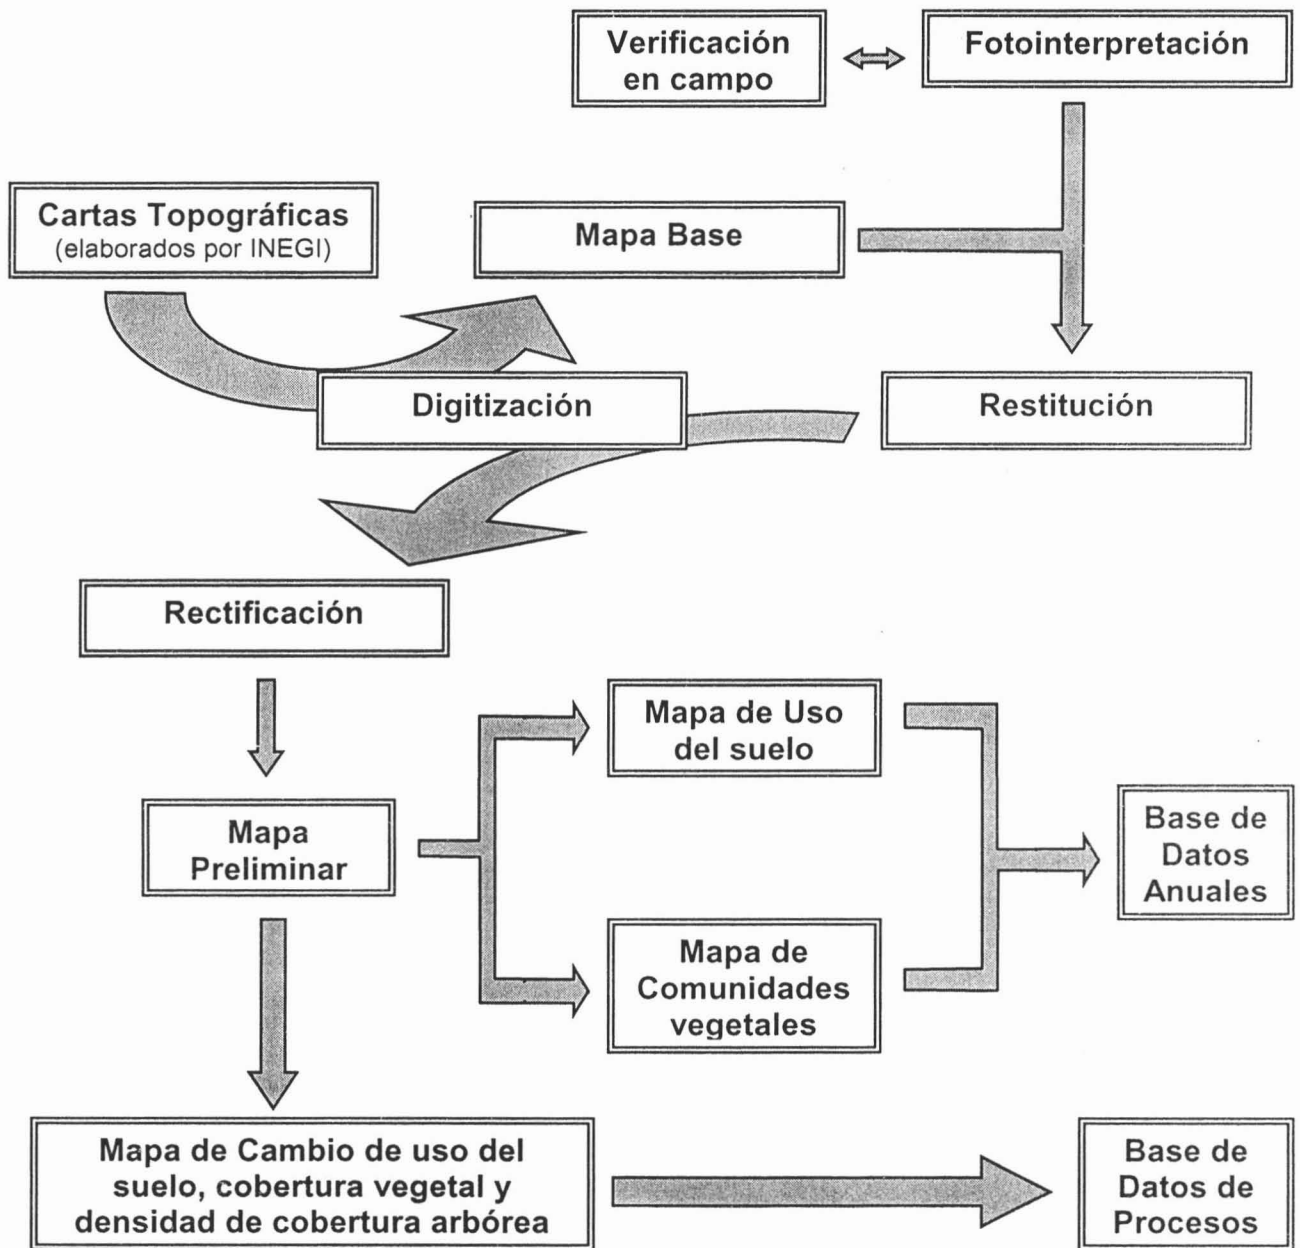 Verificación
en campo
Fotointerpretación
Cartas Topográficas
(elaborados por INEGI)
Mapa Base
Digitización
Restitución
Rectificación
Mapa de Uso
del suelo
Mapa
Preliminar
Base de
Datos
Anuales
Mapa de
Comunidades
vegetales
Mapa de Cambio de uso del
suelo, cobertura vegetal y
densidad de cobertura arbórea
Base de
Datos de
Procesos